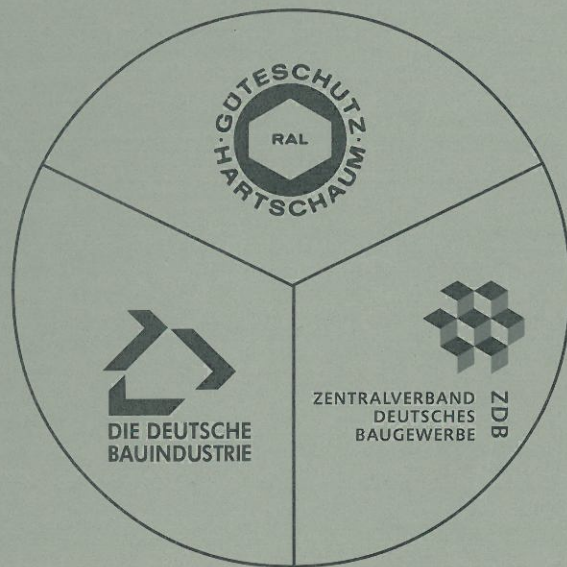 · GÜTESCHUTZ ·
HARTSCHAUM
RAL
DIE DEUTSCHE
BAUINDUSTRIE
ZENTRALVERBAND
DEUTSCHES
BAUGEWERBE
ZDB